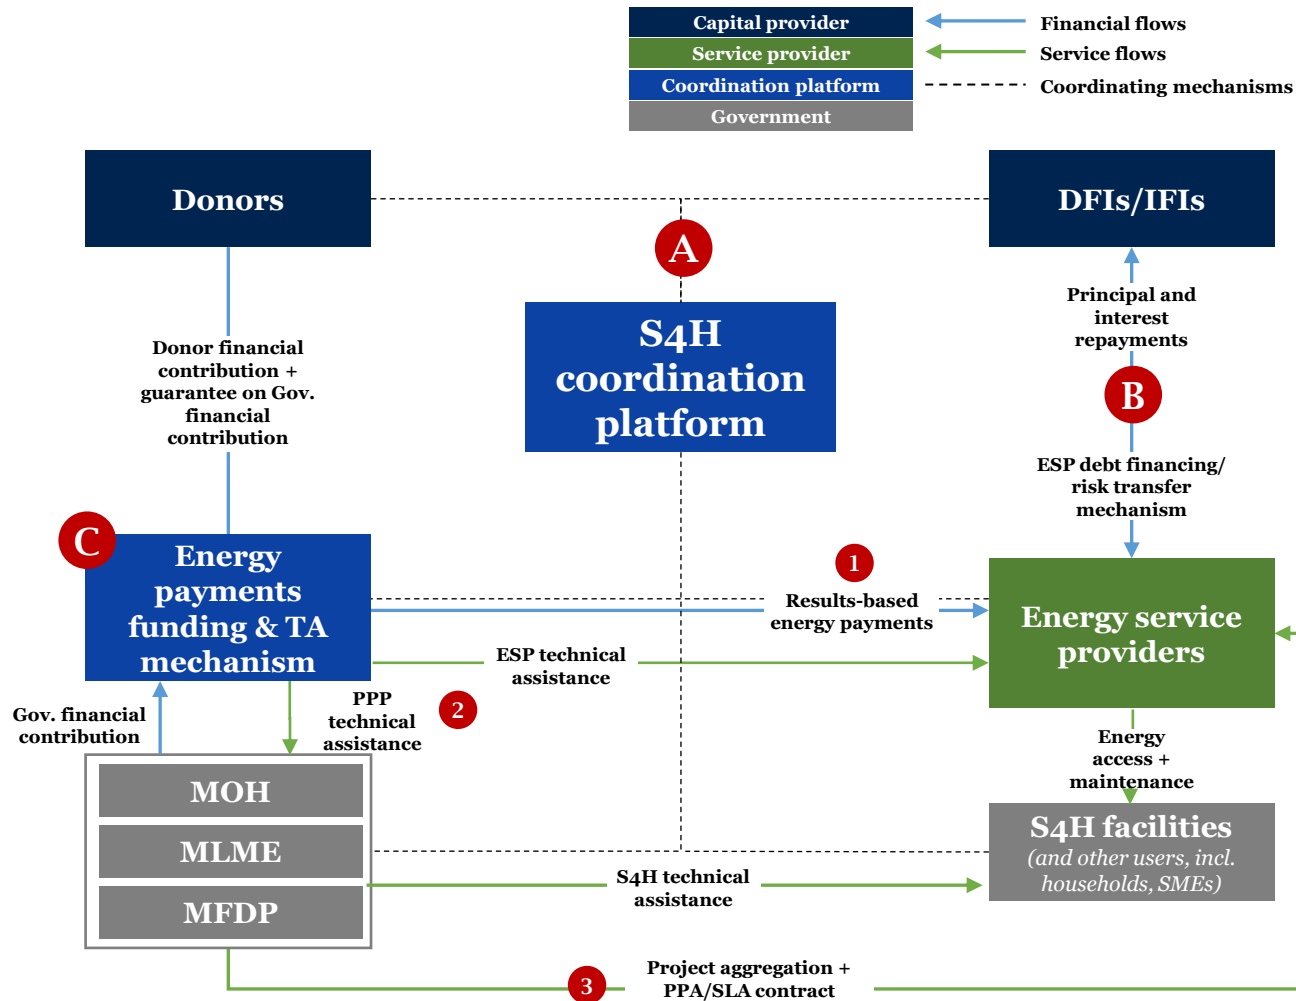 Capital provider
Service provider
Coordination platform
Government
Financial flows
Service flows
Coordinating mechanisms
Donors
DFIs/IFIs
A
S4H
coordination
platform
Principal and
interest
repayments
B
ESP debt financing/
risk transfer
mechanism
Donor financial
contribution +
guarantee on Gov.
financial
contribution
C
Energy
payments
funding & TA
mechanism
1
Results-based
energy payments
Energy service
providers
ESP technical
assistance
Gov. financial
contribution
PPP
technical
assistance
2
Energy
access +
maintenance
MOH
MLME
MFDP
S4H facilities
(and other users, incl.
households, SMEs)
S4H technical
assistance
3
Project aggregation +
PPA/SLA contract